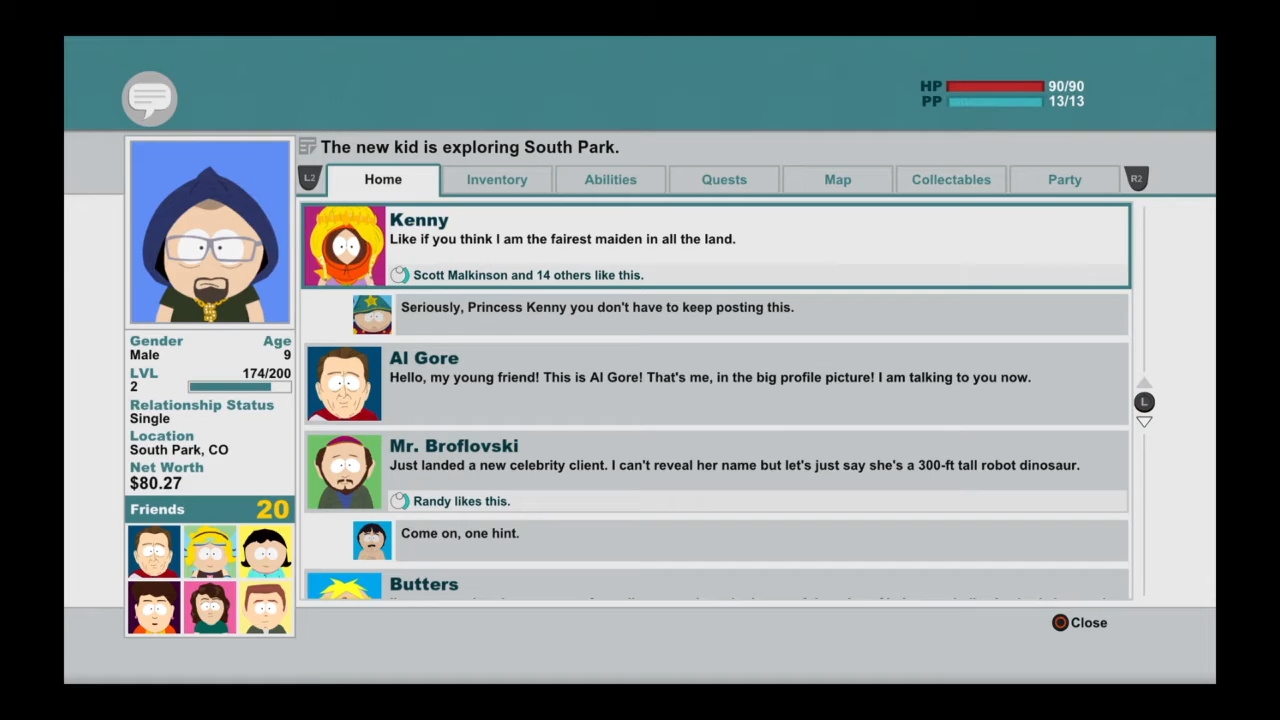 HP 90/90
PP 13/13
The new kid is exploring South Park.
L2 Home Inventory Abilities Quests Map Collectables Party R2
Kenny
Like if you think I am the fairest maiden in all the land.
Scott Malkinson and 14 others like this.
Seriously, Princess Kenny you don't have to keep posting this.
Al Gore
Hello, my young friend! This is Al Gore! That's me, in the big profile picture! I am talking to you now.
Mr. Broflovski
Just landed a new celebrity client. I can't reveal her name but let's just say she's a 300-ft tall robot dinosaur.
Randy likes this.
Come on, one hint.
Butters
Gender Age
Male 9
LVL 174/200
2
Relationship Status
Single
Location
South Park, CO
Net Worth
$80.27
Friends 20
L
Close